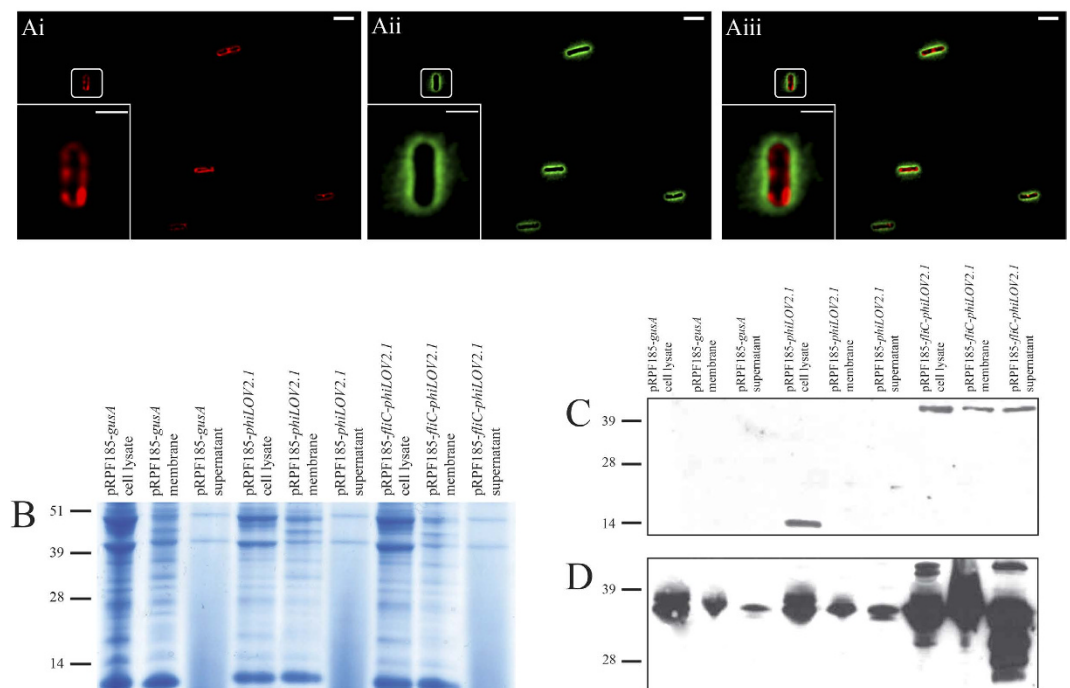 Ai
Aii
Aiii
B
pRPF185-gusA
cell lysate
pRPF185-gusA
membrane
pRPF185-gusA
supernatant
pRPF185-phiLOV2.1
cell lysate
pRPF185-phiLOV2.1
membrane
pRPF185-phiLOV2.1
supernatant
pRPF185-fliC-phiLOV2.1
cell lysate
pRPF185-fliC-phiLOV2.1
membrane
pRPF185-fliC-phiLOV2.1
supernatant
51
39
28
14
pRPF185-gusA
cell lysate
pRPF185-gusA
membrane
pRPF185-gusA
supernatant
pRPF185-phiLOV2.1
cell lysate
pRPF185-phiLOV2.1
membrane
pRPF185-phiLOV2.1
supernatant
pRPF185-fliC-phiLOV2.1
cell lysate
pRPF185-fliC-phiLOV2.1
membrane
pRPF185-fliC-phiLOV2.1
supernatant
C
39
28
14
D
39
28